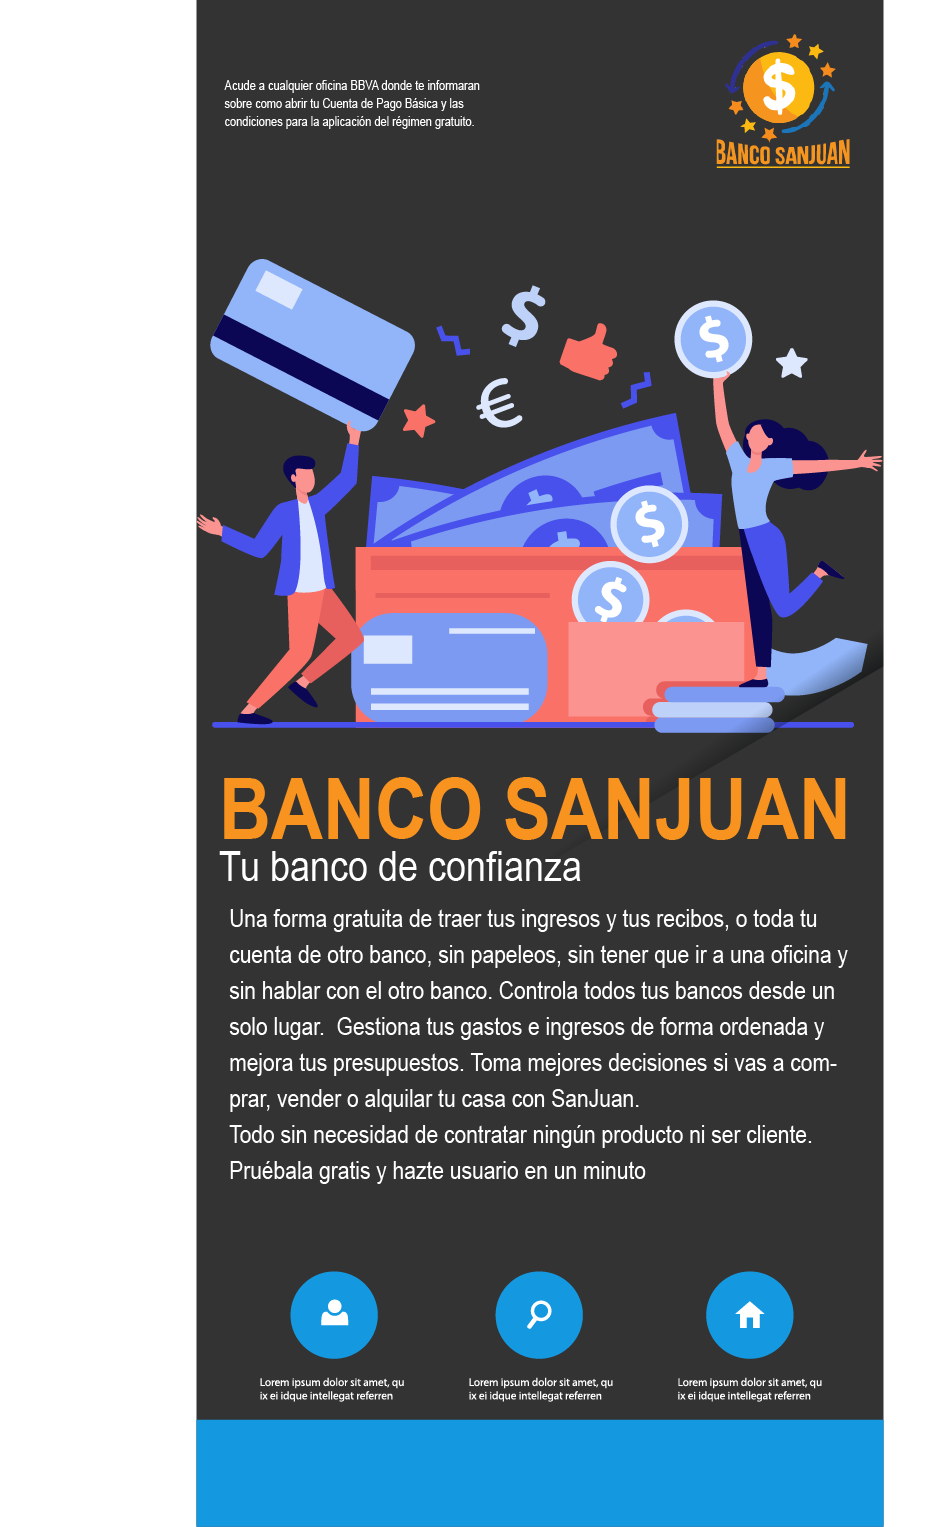 Acude a cualquier oficina BBVA donde te informaran
sobre como abrir tu Cuenta de Pago Básica y las
condiciones para la aplicación del régimen gratuito.
$
BANCO SANJUAN
$
$
€
$
$
$
$
BANCO SANJUAN
Tu banco de confianza
Una forma gratuita de traer tus ingresos y tus recibos, o toda tu
cuenta de otro banco, sin papeleos, sin tener que ir a una oficina y
sin hablar con el otro banco. Controla todos tus bancos desde un
solo lugar.  Gestiona tus gastos e ingresos de forma ordenada y
mejora tus presupuestos. Toma mejores decisiones si vas a com-
prar, vender o alquilar tu casa con SanJuan.
Todo sin necesidad de contratar ningún producto ni ser cliente.
Pruébala gratis y hazte usuario en un minuto
Lorem ipsum dolor sit amet, qu
ix ei idque intellegat referren
Lorem ipsum dolor sit amet, qu
ix ei idque intellegat referren
Lorem ipsum dolor sit amet, qu
ix ei idque intellegat referren